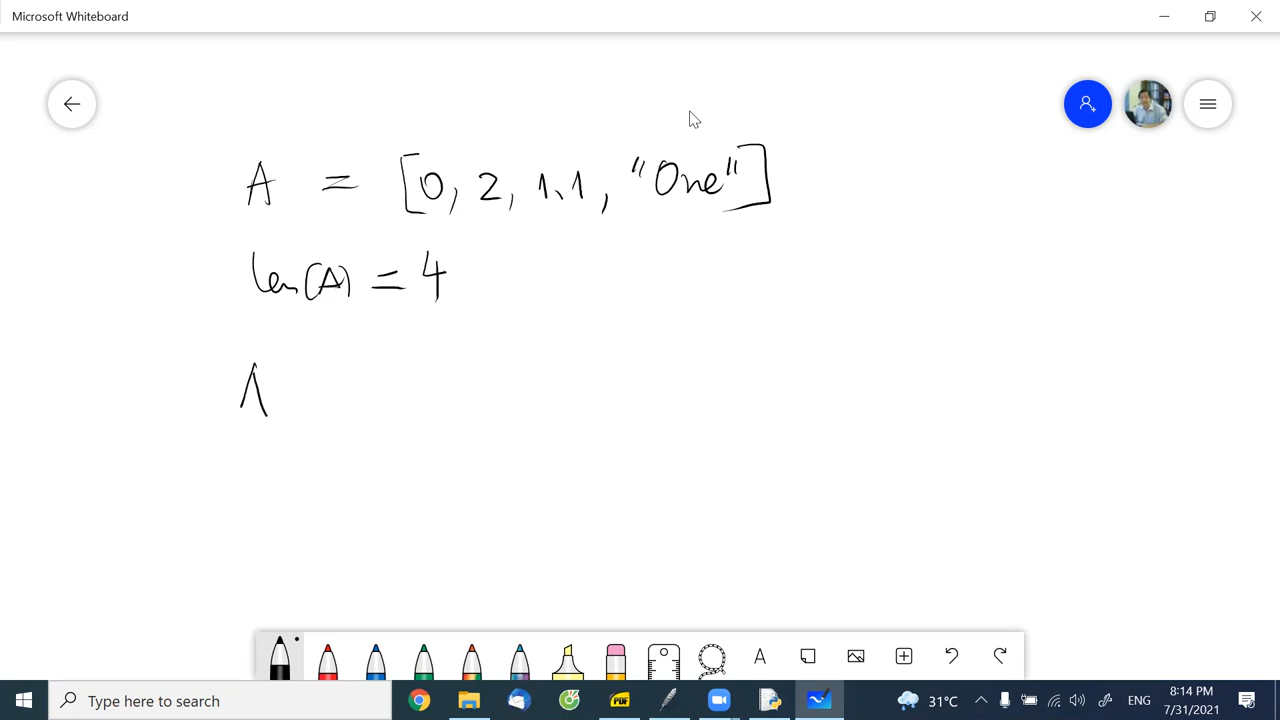 Microsoft Whiteboard
A = [0, 2, 1.1, "One"]
len(A) = 4
Λ
A
Type here to search
31°C
ENG
8:14 PM
7/31/2021